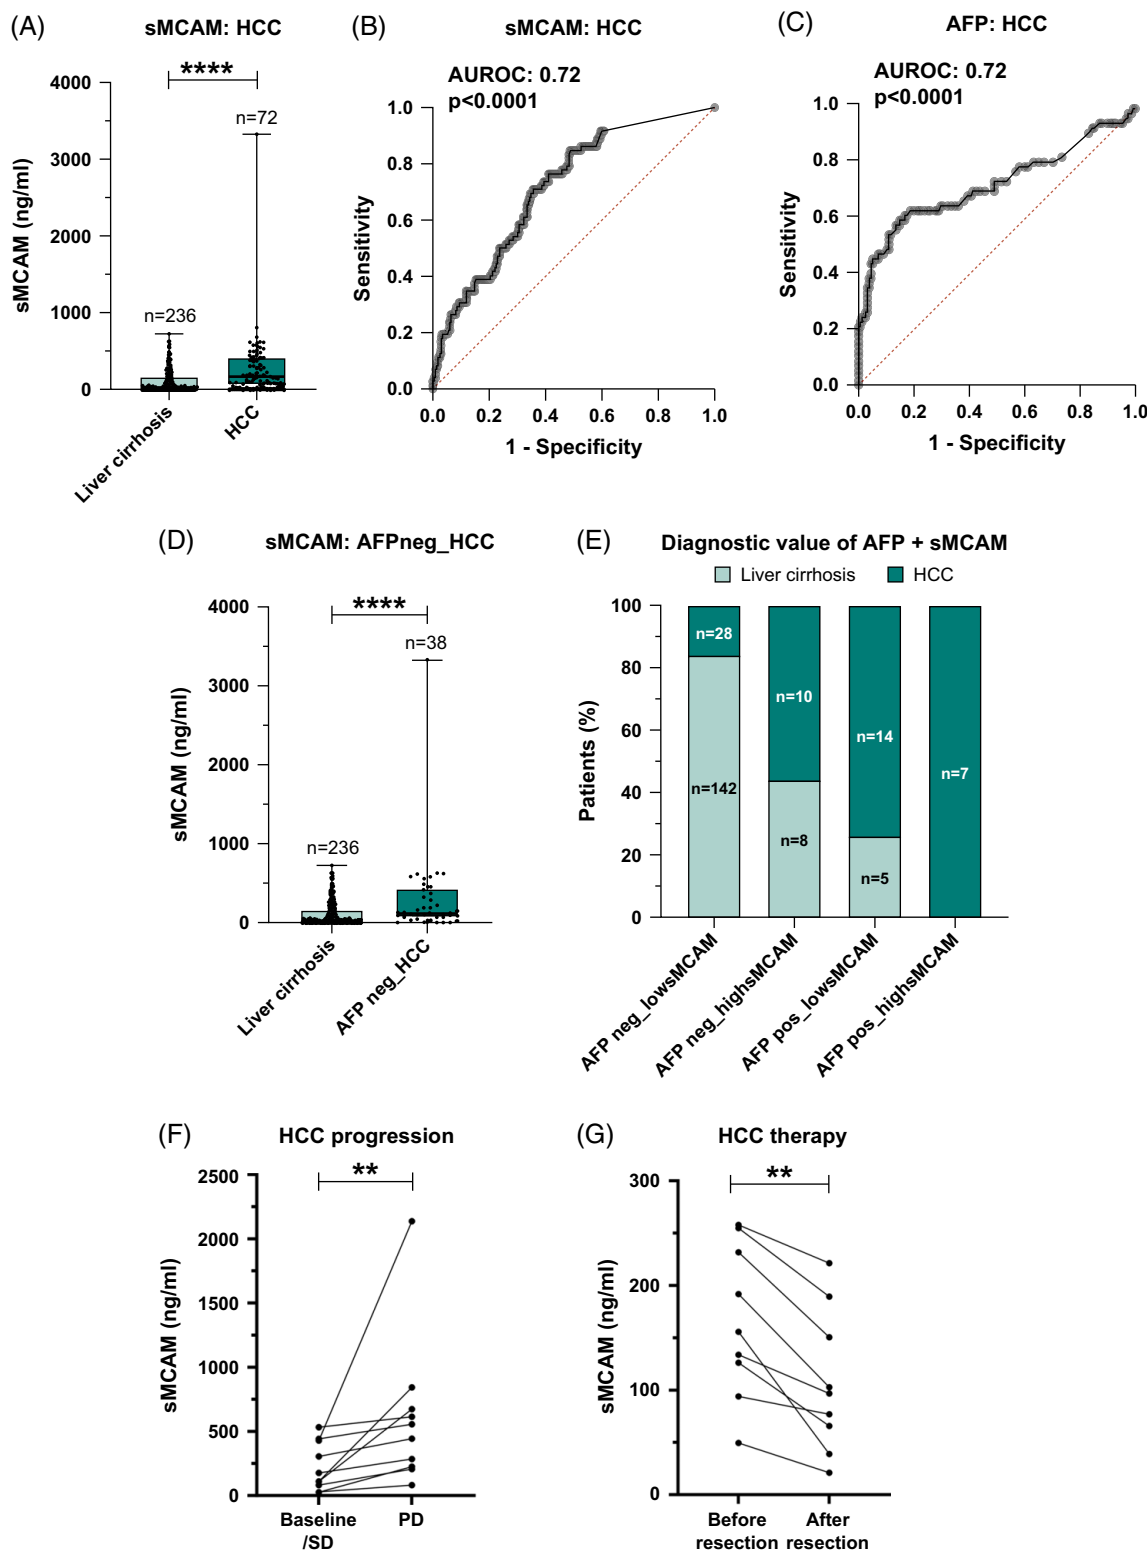 (A)
sMCAM: HCC
****
n=72
n=236
sMCAM (ng/ml)
4000
3000
2000
1000
0
Liver cirrhosis
HCC
(B)
sMCAM: HCC
AUROC: 0.72
p<0.0001
Sensitivity
1.0
0.8
0.6
0.4
0.2
0.0
0.0 0.2 0.4 0.6 0.8 1.0
1 - Specificity
(C)
AFP: HCC
AUROC: 0.72
p<0.0001
Sensitivity
1.0
0.8
0.6
0.4
0.2
0.0
0.0 0.2 0.4 0.6 0.8 1.0
1 - Specificity
(D)
sMCAM: AFPneg_HCC
****
n=38
n=236
sMCAM (ng/ml)
4000
3000
2000
1000
0
Liver cirrhosis
AFP neg_HCC
(E)
Diagnostic value of AFP + sMCAM
Liver cirrhosis HCC
Patients (%)
100
80
60
40
20
0
n=28
n=142
n=10
n=8
n=14
n=5
n=7
AFP neg_lowsMCAM
AFP neg_highsMCAM
AFP pos_lowsMCAM
AFP pos_highsMCAM
(F)
HCC progression
**
sMCAM (ng/ml)
2500
2000
1500
1000
500
0
Baseline
/SD
PD
(G)
HCC therapy
**
sMCAM (ng/ml)
300
200
100
0
Before
resection
After
resection